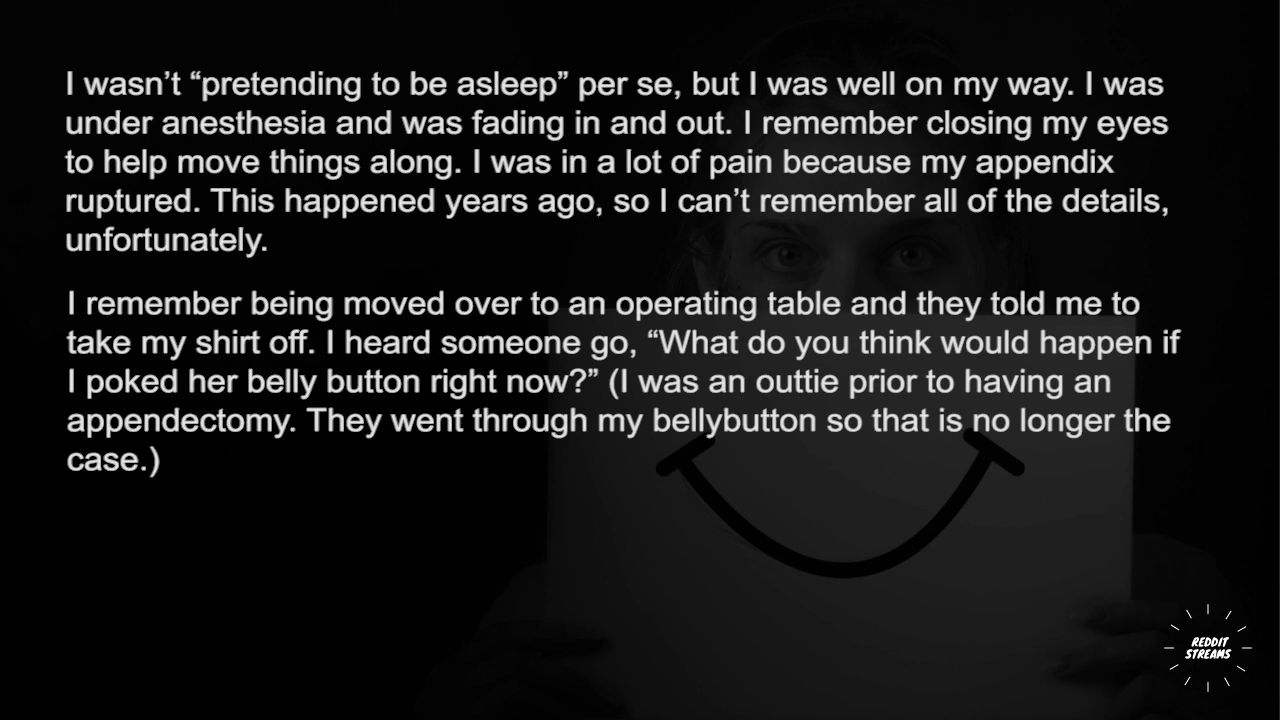 I wasn’t “pretending to be asleep” per se, but I was well on my way. I was
under anesthesia and was fading in and out. I remember closing my eyes
to help move things along. I was in a lot of pain because my appendix
ruptured. This happened years ago, so I can’t remember all of the details,
unfortunately.
I remember being moved over to an operating table and they told me to
take my shirt off. I heard someone go, “What do you think would happen if
I poked her belly button right now?” (I was an outtie prior to having an
appendectomy. They went through my bellybutton so that is no longer the
case.)
REDDIT
STREAMS